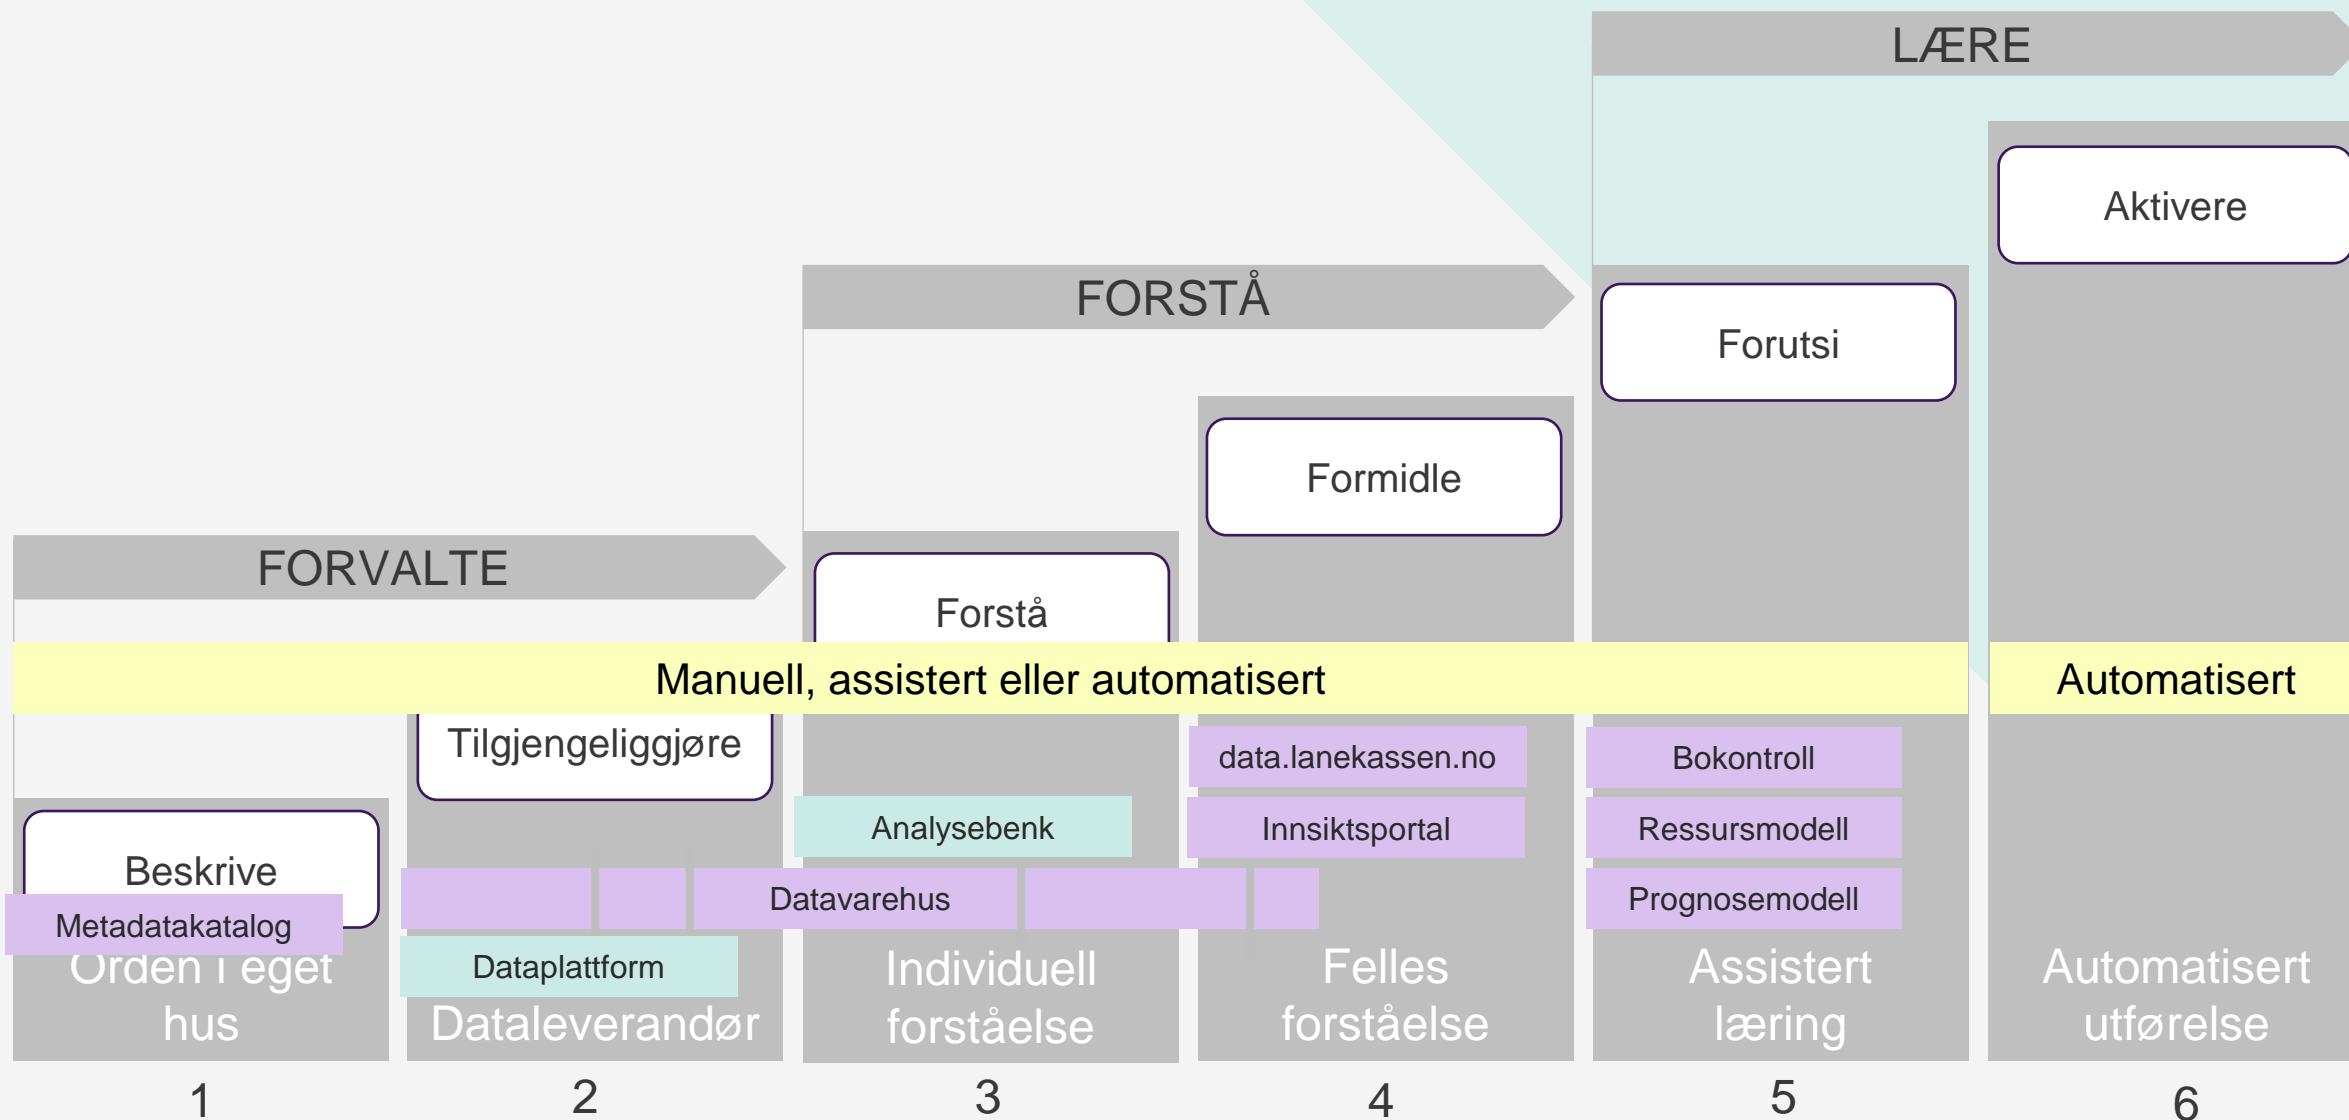 LÆRE
Aktivere
FORSTÅ
Forutsi
Formidle
FORVALTE
Forstå
Manuell, assistert eller automatisert
Automatisert
Tilgjengeliggjøre
data.lanekassen.no
Bokontroll
Analysebenk
Innsiktsportal
Ressursmodell
Beskrive
Datavarehus
Prognosemodell
Metadatakatalog
Dataplattform
Orden i eget
hus
Dataleverandør
Individuell
forståelse
Felles
forståelse
Assistert
læring
Automatisert
utførelse
1
2
3
4
5
6